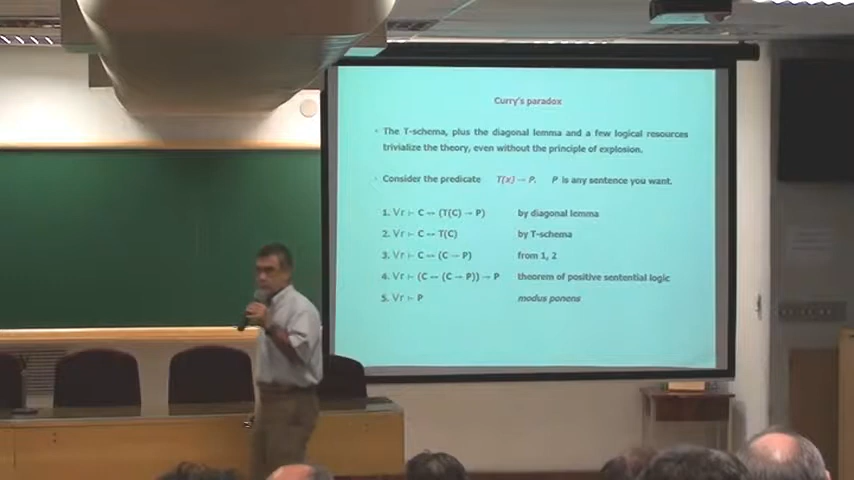 Curry's paradox
• The T-schema, plus the diagonal lemma and a few logical resources
trivialize the theory, even without the principle of explosion.
• Consider the predicate T(x) → P. P is any sentence you want.
1. Vr ⊢ C ↔ (T(C) → P) by diagonal lemma
2. Vr ⊢ C ↔ T(C) by T-schema
3. Vr ⊢ C ↔ (C → P) from 1, 2
4. Vr ⊢ (C ↔ (C → P)) → P theorem of positive sentential logic
5. Vr ⊢ P modus ponens